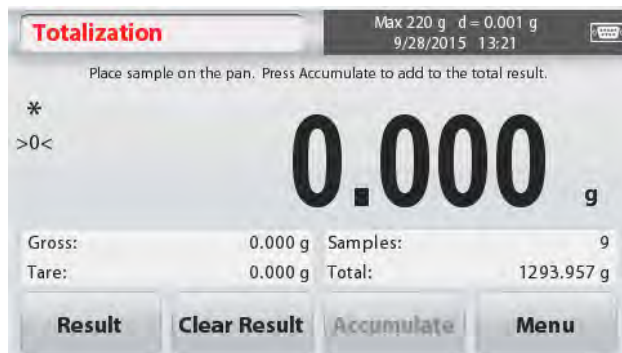 Totalization
Max 220 g d = 0.001 g
9/28/2015 13:21
Place sample on the pan. Press Accumulate to add to the total result.
*
>0<
0.000 g
Gross: 0.000 g Samples: 9
Tare: 0.000 g Total: 1293.957 g
Result Clear Result Accumulate Menu